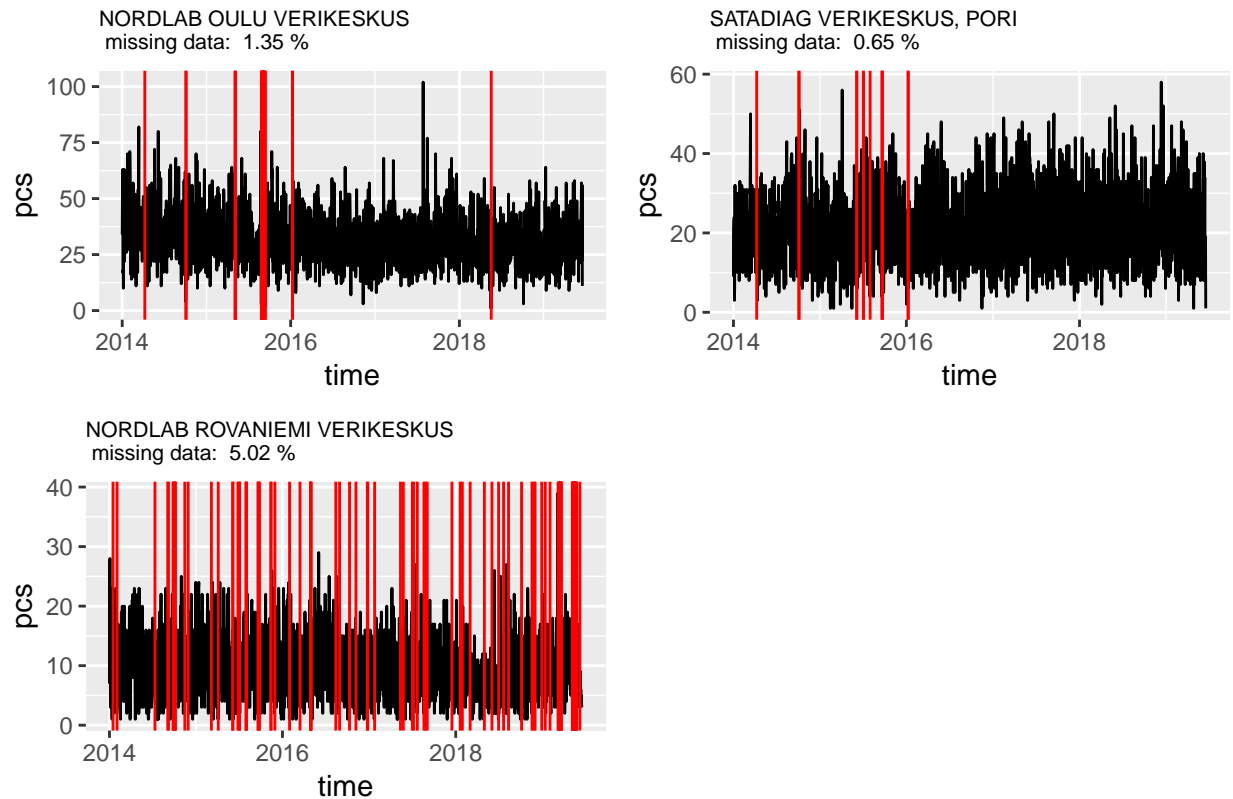 NORDLAB OULU VERIKESKUS
missing data: 1.35 %
100
75
50
25
0
pcs
2014 2016 2018
time
SATADIAG VERIKESKUS, PORI
missing data: 0.65 %
60
40
20
0
pcs
2014 2016 2018
time
NORDLAB ROVANIEMI VERIKESKUS
missing data: 5.02 %
40
30
20
10
0
pcs
2014 2016 2018
time